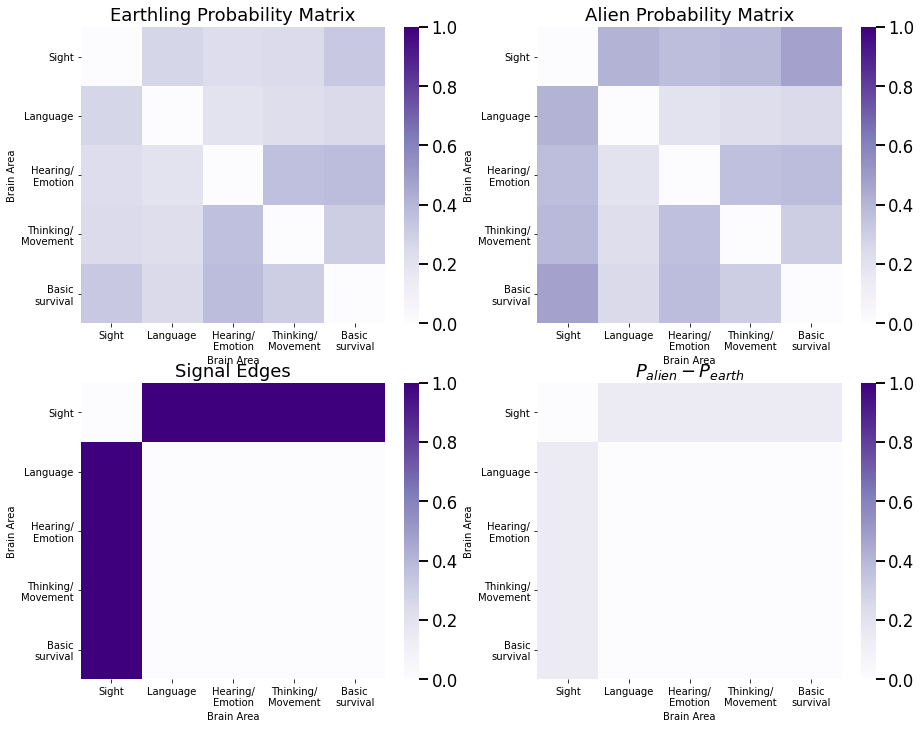 Earthling Probability Matrix
Brain Area
Sight
Language
Hearing/
Emotion
Thinking/
Movement
Basic
survival
Sight
Language
Hearing/
Emotion
Thinking/
Movement
Basic
survival
Brain Area
1.0
0.8
0.6
0.4
0.2
0.0
Alien Probability Matrix
Brain Area
Sight
Language
Hearing/
Emotion
Thinking/
Movement
Basic
survival
Sight
Language
Hearing/
Emotion
Thinking/
Movement
Basic
survival
Brain Area
1.0
0.8
0.6
0.4
0.2
0.0
Signal Edges
Brain Area
Sight
Language
Hearing/
Emotion
Thinking/
Movement
Basic
survival
Sight
Language
Hearing/
Emotion
Thinking/
Movement
Basic
survival
Brain Area
1.0
0.8
0.6
0.4
0.2
0.0
P_alien − P_earth
Brain Area
Sight
Language
Hearing/
Emotion
Thinking/
Movement
Basic
survival
Sight
Language
Hearing/
Emotion
Thinking/
Movement
Basic
survival
Brain Area
1.0
0.8
0.6
0.4
0.2
0.0